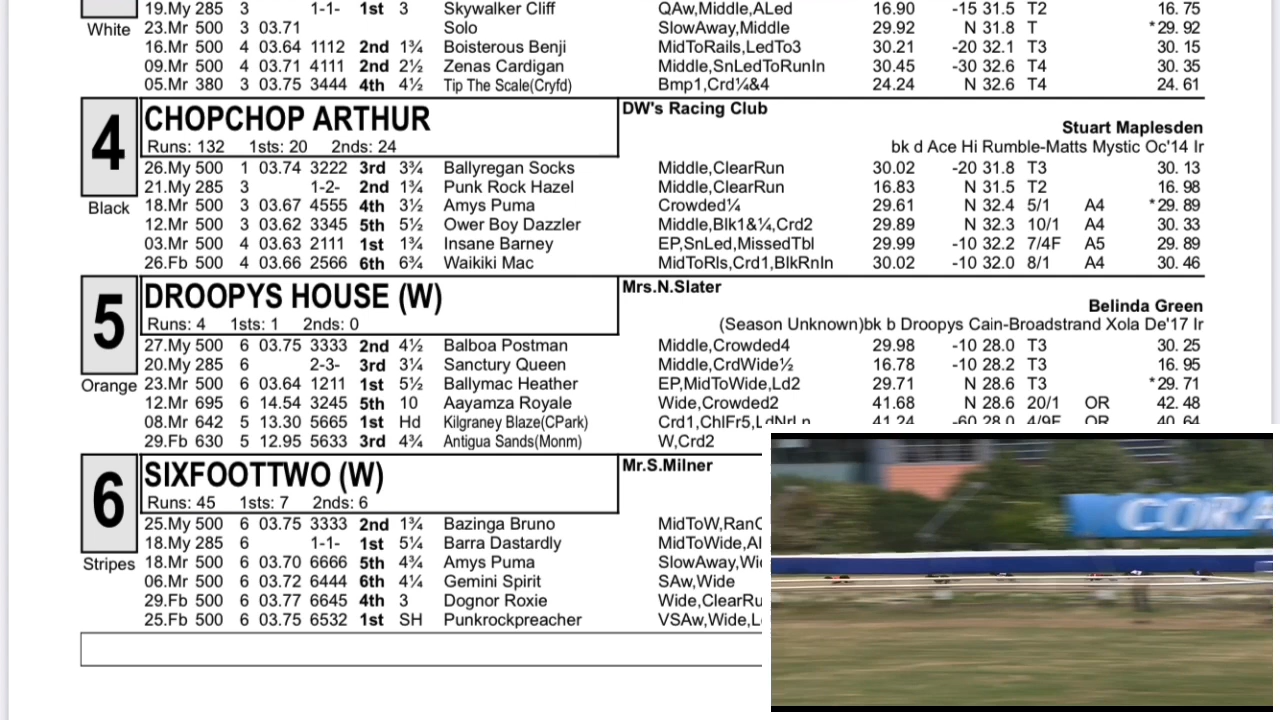 19.My 285 3 1-1- 1st 3 Skywalker Cliff QAw,Middle,ALed 16.90 -15 31.5 T2 16. 75
White 23.Mr 500 3 03.71 Solo SlowAway,Middle 29.92 N 31.8 T *29. 92
16.Mr 500 4 03.64 1112 2nd 1¾ Boisterous Benji MidToRails,LedTo3 30.21 -20 32.1 T3 30. 15
09.Mr 500 4 03.71 4111 2nd 2½ Zenas Cardigan Middle,SnLedToRunIn 30.45 -30 32.6 T4 30. 35
05.Mr 380 3 03.75 3444 4th 4½ Tip The Scale(Cryfd) Bmp1,Crd¼&4 24.24 N 32.6 T4 24. 61
4 CHOPCHOP ARTHUR DW's Racing Club
Stuart Maplesden
Runs: 132 1sts: 20 2nds: 24 bk d Ace Hi Rumble-Matts Mystic Oc'14 Ir
26.My 500 1 03.74 3222 3rd 3¾ Ballyregan Socks Middle,ClearRun 30.02 -20 31.8 T3 30. 13
21.My 285 3 1-2- 2nd 1¾ Punk Rock Hazel Middle,ClearRun 16.83 N 31.5 T2 16. 98
Black 18.Mr 500 3 03.67 4555 4th 3½ Amys Puma Crowded¼ 29.61 N 32.4 5/1 A4 *29. 89
12.Mr 500 3 03.62 3345 5th 5½ Ower Boy Dazzler Middle,Blk1&¼,Crd2 29.89 N 32.3 10/1 A4 30. 33
03.Mr 500 4 03.63 2111 1st 1¾ Insane Barney EP,SnLed,MissedTbl 29.99 -10 32.2 7/4F A5 29. 89
26.Fb 500 4 03.66 2566 6th 6¾ Waikiki Mac MidToRls,Crd1,BlkRnIn 30.02 -10 32.0 8/1 A4 30. 46
5 DROOPYS HOUSE (W) Mrs.N.Slater
Belinda Green
Runs: 4 1sts: 1 2nds: 0 (Season Unknown)bk b Droopys Cain-Broadstrand Xola De'17 Ir
27.My 500 6 03.75 3333 2nd 4½ Balboa Postman Middle,Crowded4 29.98 -10 28.0 T3 30. 25
20.My 285 6 2-3- 3rd 3¼ Sanctury Queen Middle,CrdWide½ 16.78 -10 28.2 T3 16. 95
Orange 23.Mr 500 6 03.64 1211 1st 5½ Ballymac Heather EP,MidToWide,Ld2 29.71 N 28.6 T3 *29. 71
12.Mr 695 6 14.54 3245 5th 10 Aayamza Royale Wide,Crowded2 41.68 N 28.6 20/1 OR 42. 48
08.Mr 642 5 13.30 5665 1st Hd Kilgraney Blaze(CPark) Crd1,ChlFr5,LdNrLn 41.24 -60 28.0 4/9F OR 40. 64
29.Fb 630 5 12.95 5633 3rd 4¾ Antigua Sands(Monm) W,Crd2
6 SIXFOOTTWO (W) Mr.S.Milner
Runs: 45 1sts: 7 2nds: 6
25.My 500 6 03.75 3333 2nd 1¾ Bazinga Bruno MidToW,RanO
18.My 285 6 1-1- 1st 5¼ Barra Dastardly MidToWide,Al
Stripes 18.Mr 500 6 03.70 6666 5th 4¾ Amys Puma SlowAway,Wi
06.Mr 500 6 03.72 6444 6th 4¼ Gemini Spirit SAw,Wide
29.Fb 500 6 03.77 6645 4th 3 Dognor Roxie Wide,ClearRu
25.Fb 500 6 03.75 6532 1st SH Punkrockpreacher VSAw,Wide,L
CORA